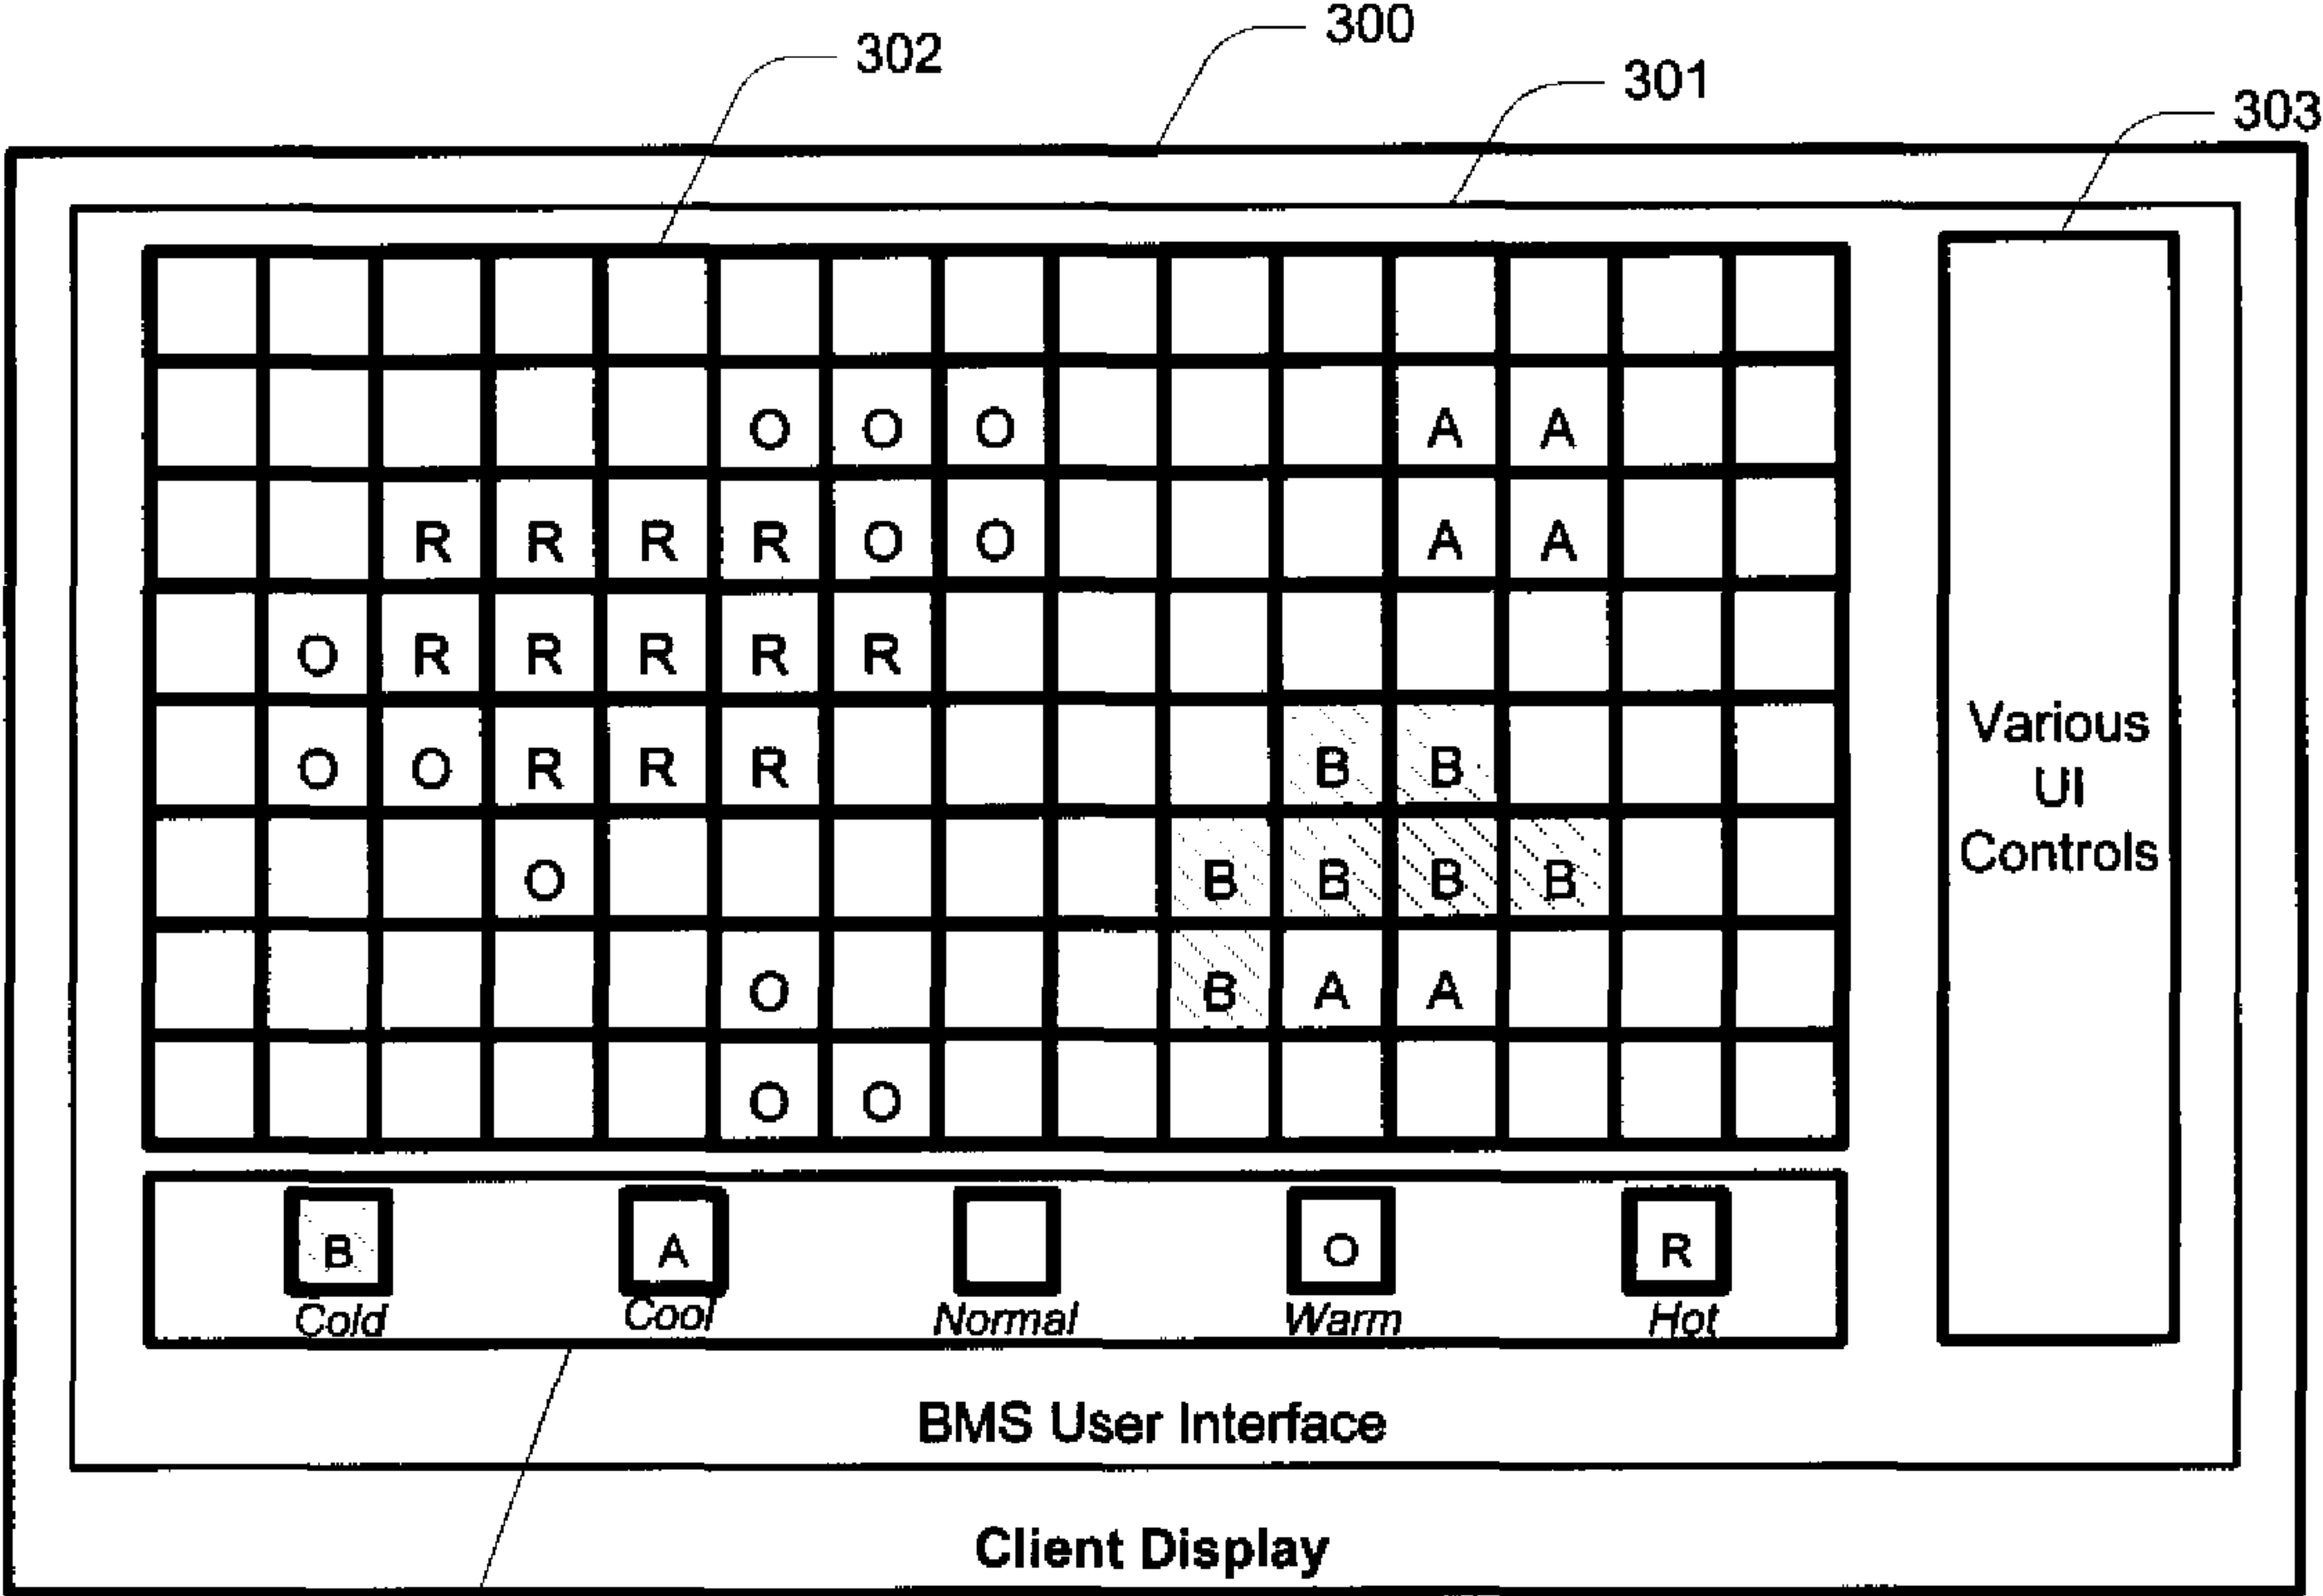 300
302
301
303
O O O A A
R R R R O O A A
O R R R R R
O O R R R B B
O B B B B
O B A A
O O
Various
UI
Controls
B A O R
Cold Cool Normal Warm Hot
BMS User Interface
Client Display